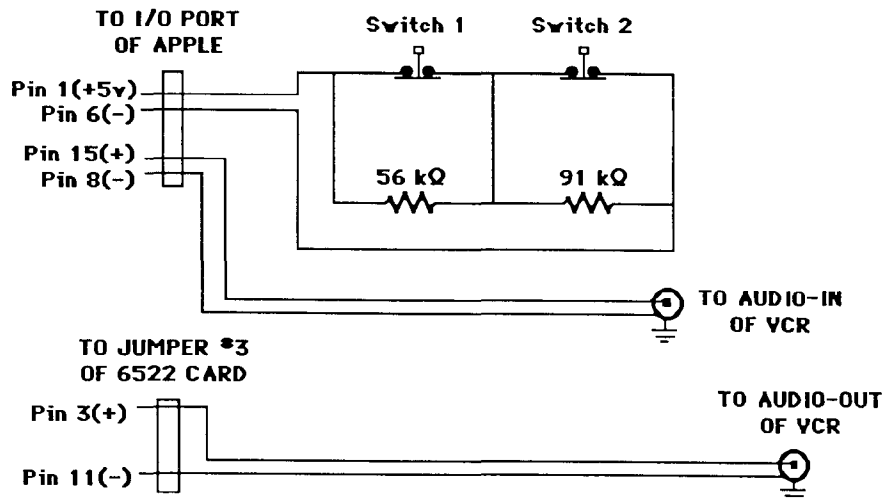 TO I/O PORT
OF APPLE
Switch 1
Switch 2
Pin 1(+5v)
Pin 6(-)
Pin 15(+)
Pin 8(-)
56 kΩ
91 kΩ
TO AUDIO-IN
OF VCR
TO JUMPER #3
OF 6522 CARD
Pin 3(+)
Pin 11(-)
TO AUDIO-OUT
OF VCR